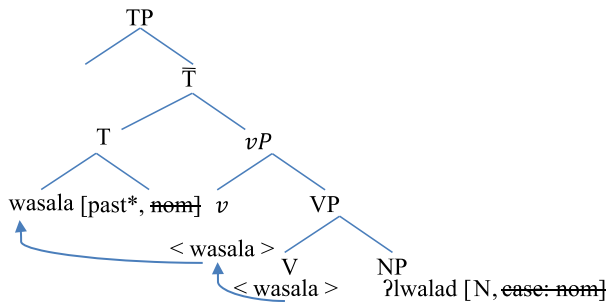 TP
T̅
T vP
wasala [past*, nom] v VP
< wasala > V NP
< wasala > ʔlwalad [N, case: nom]